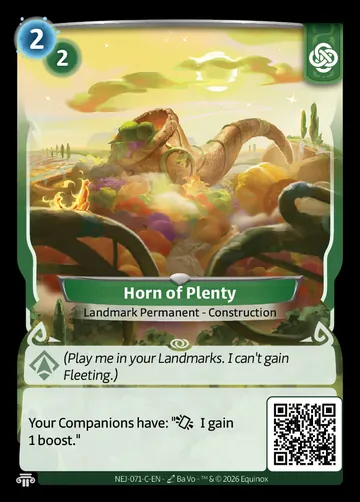 2
2
Horn of Plenty
Landmark Permanent - Construction
(Play me in your Landmarks. I can't gain
Fleeting.)
Your Companions have: " I gain
1 boost."
NEJ-071-C-EN - Ba Vo - ™ & © 2026 Equinox